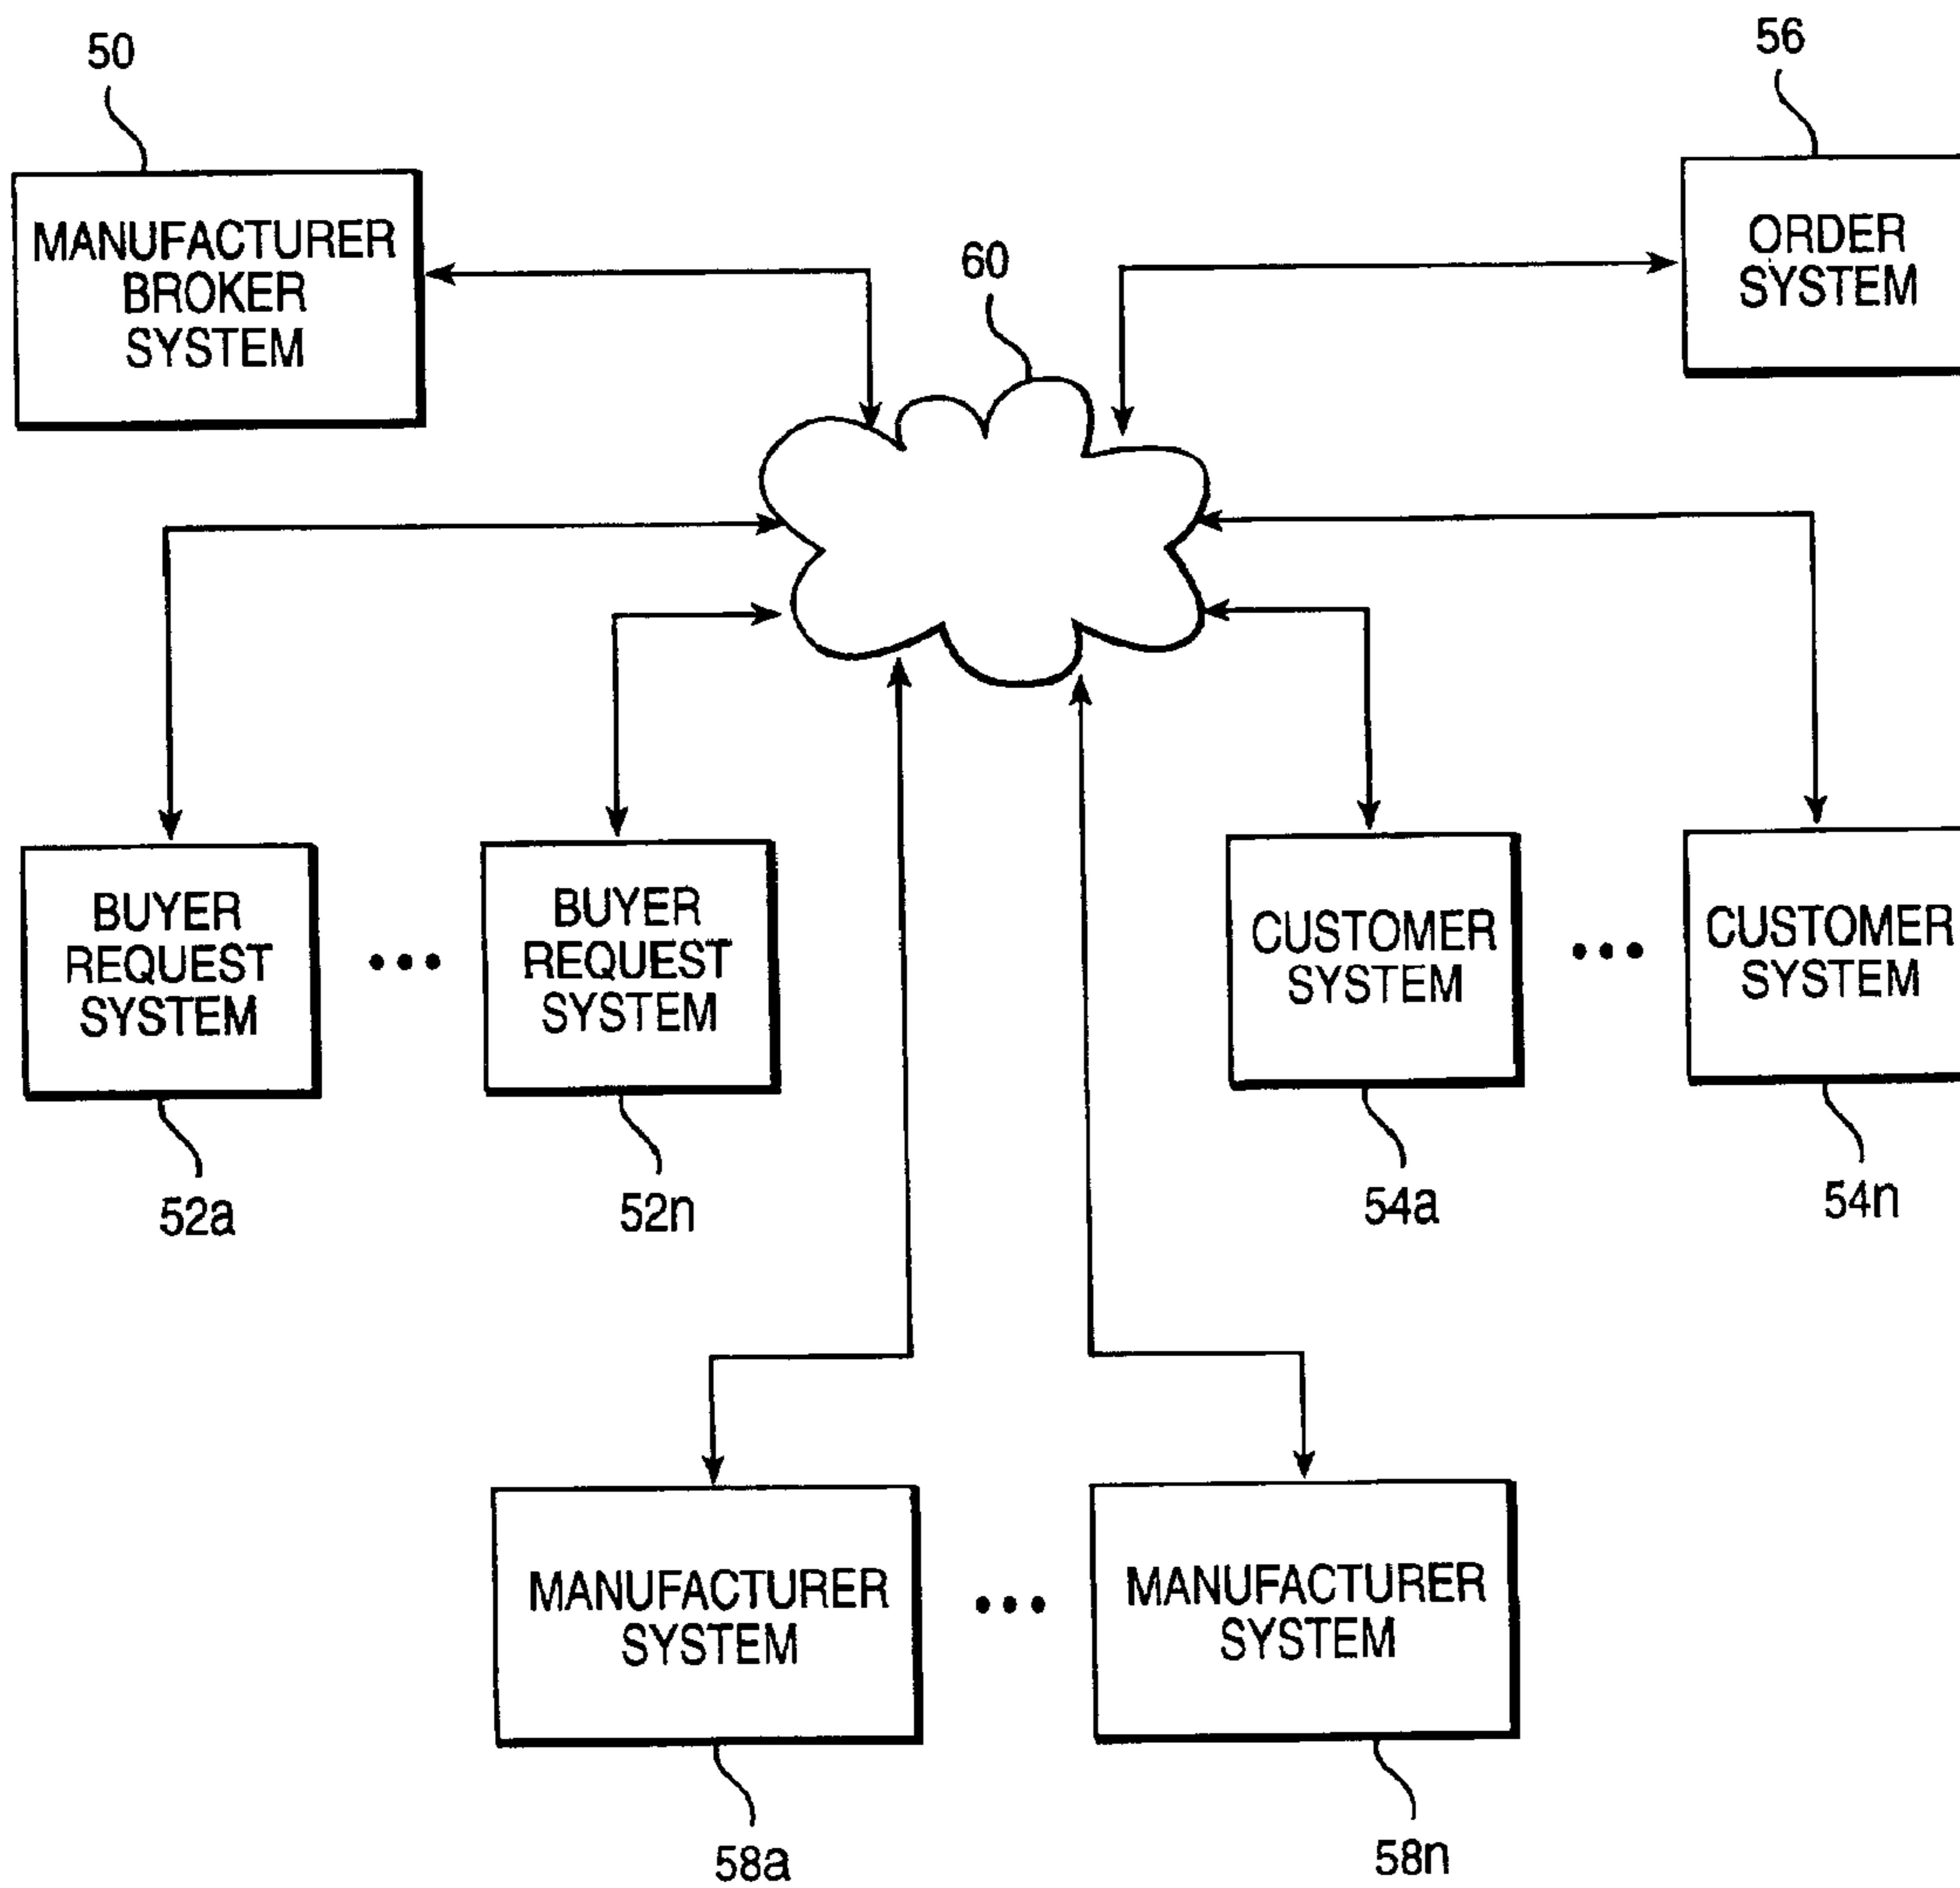 50
56
MANUFACTURER
BROKER
SYSTEM
ORDER
SYSTEM
60
BUYER
REQUEST
SYSTEM
BUYER
REQUEST
SYSTEM
CUSTOMER
SYSTEM
CUSTOMER
SYSTEM
52a
52n
54a
54n
MANUFACTURER
SYSTEM
MANUFACTURER
SYSTEM
58a
58n